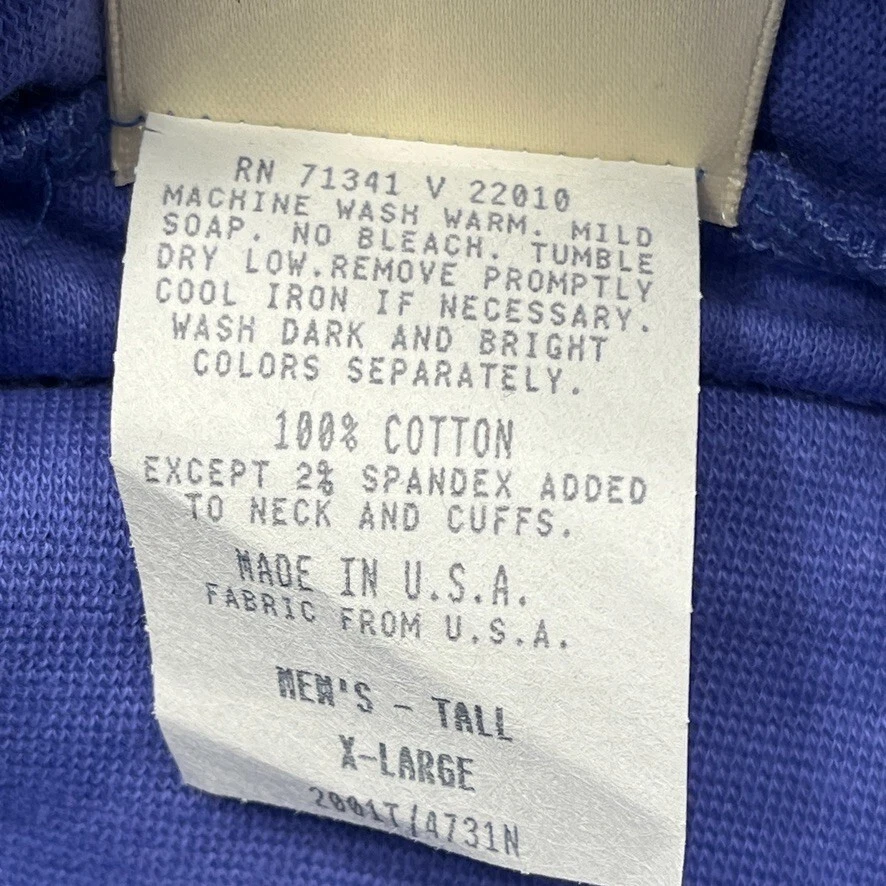 RN 71341 V 22010
MACHINE WASH WARM. MILD
SOAP. NO BLEACH. TUMBLE
DRY LOW.REMOVE PROMPTLY
COOL IRON IF NECESSARY.
WASH DARK AND BRIGHT
COLORS SEPARATELY.
100% COTTON
EXCEPT 2% SPANDEX ADDED
TO NECK AND CUFFS.
MADE IN U.S.A.
FABRIC FROM U.S.A.
MEN'S - TALL
X-LARGE
2001T/4731N